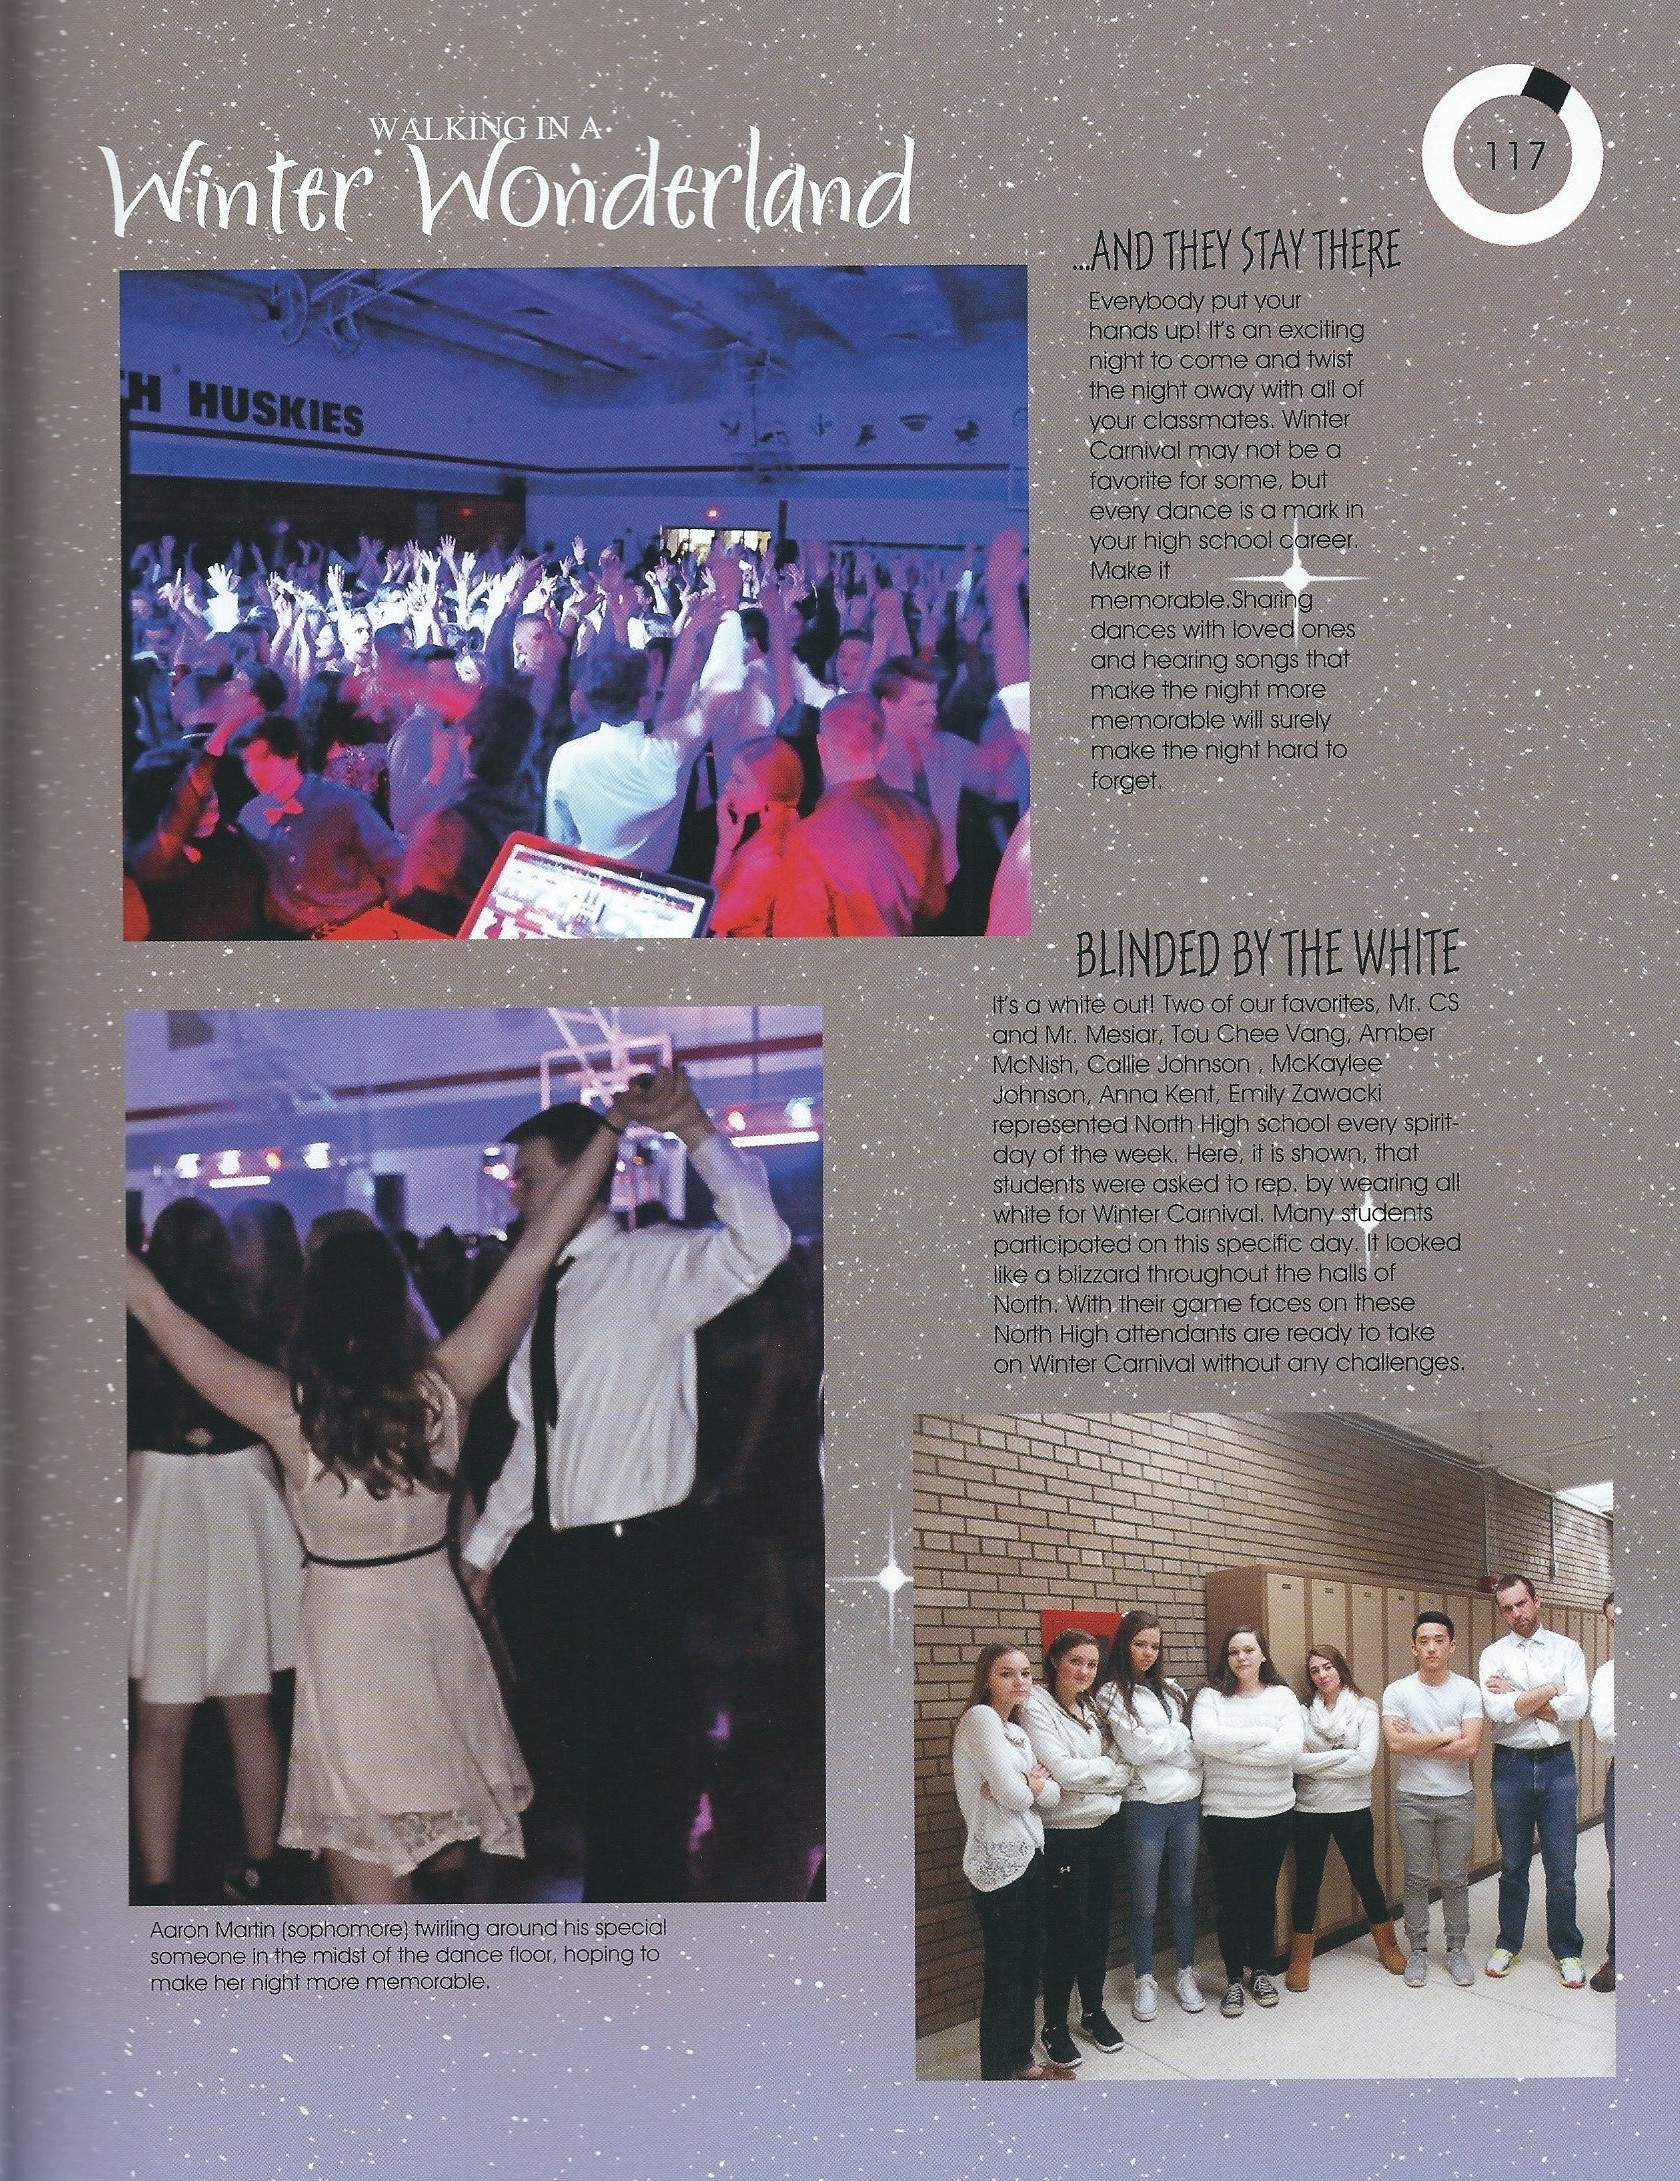 WALKING IN A
Winter Wonderland
117
...AND THEY STAY THERE
Everybody put your
hands up! It's an exciting
night to come and twist
the night away with all of
your classmates. Winter
Carnival may not be a
favorite for some, but
every dance is a mark in
your high school career.
Make it
memorable.Sharing
dances with loved ones
and hearing songs that
make the night more
memorable will surely
make the night hard to
forget.
H HUSKIES
BLINDED BY THE WHITE
It's a white out! Two of our favorites, Mr. CS
and Mr. Mesiar, Tou Chee Vang, Amber
McNish, Callie Johnson , McKaylee
Johnson, Anna Kent, Emily Zawacki
represented North High school every spirit-
day of the week. Here, it is shown, that
students were asked to rep. by wearing all
white for Winter Carnival. Many students
participated on this specific day. It looked
like a blizzard throughout the halls of
North. With their game faces on these
North High attendants are ready to take
on Winter Carnival without any challenges.
Aaron Martin (sophomore) twirling around his special
someone in the midst of the dance floor, hoping to
make her night more memorable.